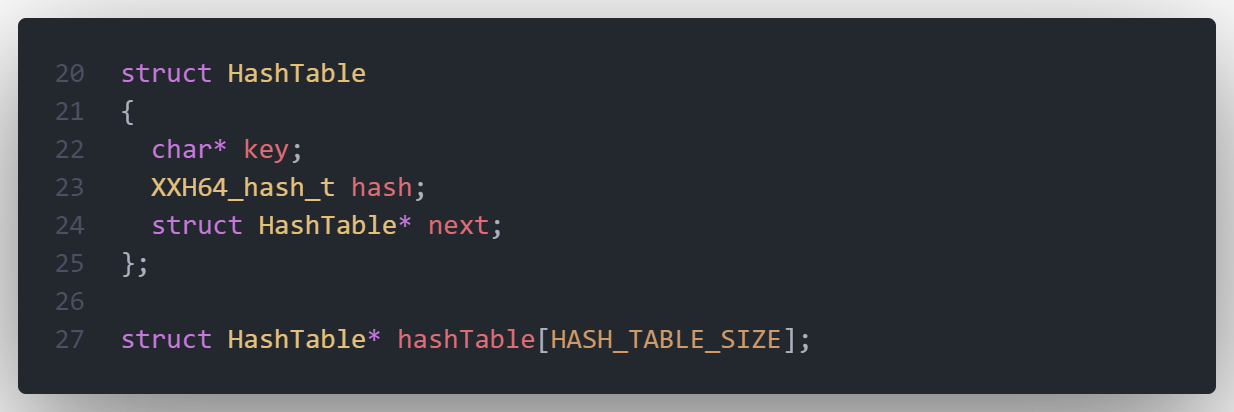 20 struct HashTable
21 {
22   char* key;
23   XXH64_hash_t hash;
24   struct HashTable* next;
25 };
26
27 struct HashTable* hashTable[HASH_TABLE_SIZE];